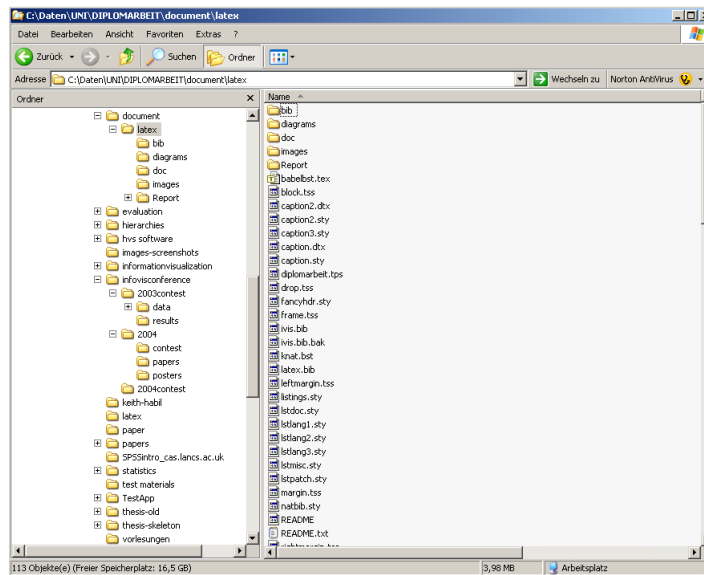 C:\Daten\UNI\DIPLOMARBEIT\document\latex
Datei Bearbeiten Ansicht Favoriten Extras ?
Zurück Suchen Ordner
Adresse C:\Daten\UNI\DIPLOMARBEIT\document\latex Wechseln zu Norton AntiVirus
Ordner
document
latex
bib
diagrams
doc
images
Report
evaluation
hierarchies
hvs software
images-screenshots
informationvisualization
infovisconference
2003contest
data
results
2004
contest
papers
posters
2004contest
keith-habil
latex
paper
papers
SPSSintro_cas.lancs.ac.uk
statistics
test materials
TestApp
thesis-old
thesis-skeleton
vorlesungen
Name
bib
diagrams
doc
images
Report
babelbst.tex
block.tss
caption2.dtx
caption2.sty
caption3.sty
caption.dtx
caption.sty
diplomarbeit.tps
drop.tss
fancyhdr.sty
frame.tss
ivis.bib
ivis.bib.bak
knat.bst
latex.bib
leftmargin.tss
listings.sty
lstdoc.sty
lstlang1.sty
lstlang2.sty
lstlang3.sty
lstmisc.sty
lstpatch.sty
margin.tss
natbib.sty
README
README.txt
113 Objekte(e) (Freier Speicherplatz: 16,5 GB) 3,98 MB Arbeitsplatz